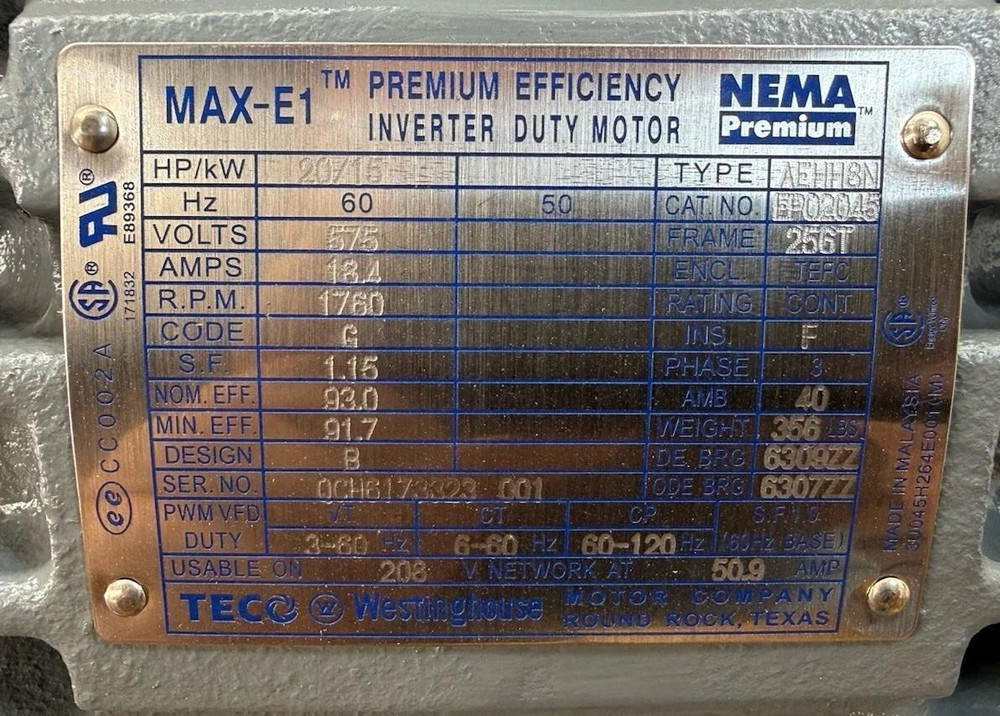 MAX-E1 ™ PREMIUM EFFICIENCY
INVERTER DUTY MOTOR
NEMA ™
Premium
HP/kW 20/15 TYPE AEHH8N
Hz 60 50 CAT. NO. EP02045
VOLTS 575 FRAME 256T
AMPS 18.4 ENCL. TEFC
R.P.M. 1760 RATING CONT.
CODE G INS. F
S.F. 1.15 PHASE 3
NOM. EFF. 93.0 AMB 40
MIN. EFF. 91.7 WEIGHT 356 LBS
DESIGN B DE BRG 6309ZZ
SER. NO. 001 ODE BRG 6307ZZ
PWM VFD VT CT CP S.F 1.0
DUTY 3-60 Hz 6-60 Hz 60-120 Hz (60Hz BASE)
USABLE ON 208 V NETWORK AT 50.9 AMP
TECO W Westinghouse MOTOR COMPANY
ROUND ROCK, TEXAS
E89368
171832
ee CC002A
MADE IN MALAYSIA